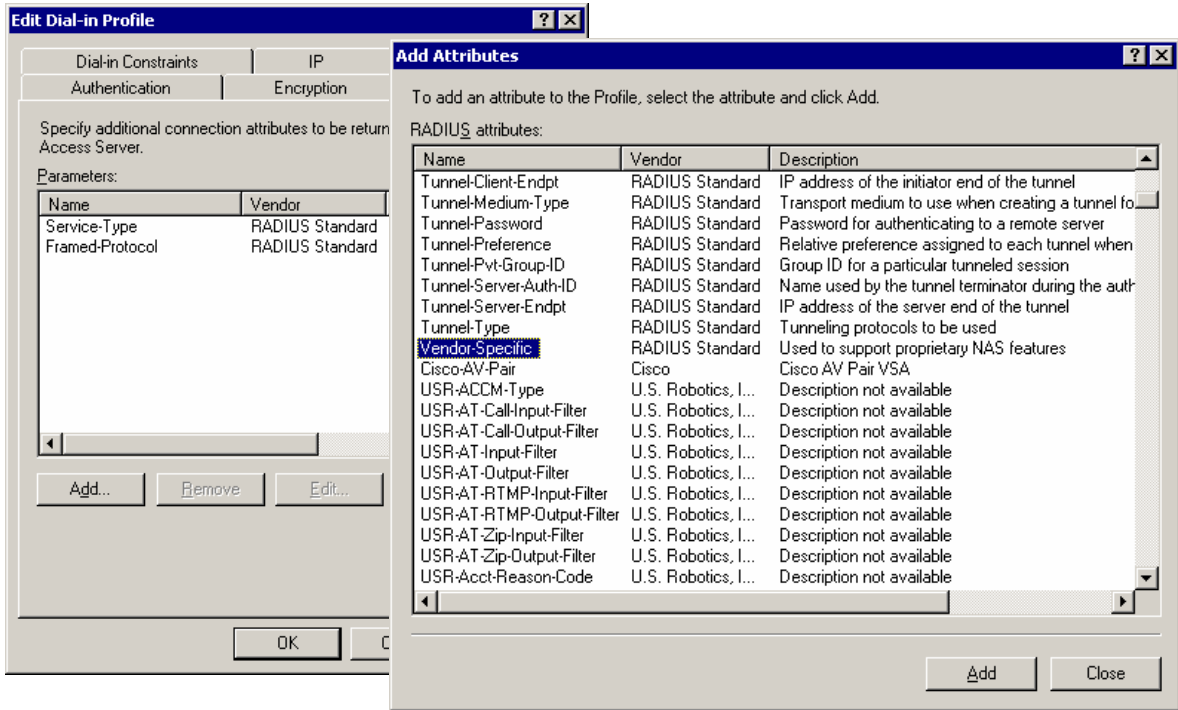 Edit Dial-in Profile
Dial-in Constraints IP
Authentication Encryption
Specify additional connection attributes to be return
Access Server.
Parameters:
Name Vendor
Service-Type RADIUS Standard
Framed-Protocol RADIUS Standard
Add... Remove Edit...
OK C
Add Attributes
To add an attribute to the Profile, select the attribute and click Add.
RADIUS attributes:
Name Vendor Description
Tunnel-Client-Endpt RADIUS Standard IP address of the initiator end of the tunnel
Tunnel-Medium-Type RADIUS Standard Transport medium to use when creating a tunnel fo
Tunnel-Password RADIUS Standard Password for authenticating to a remote server
Tunnel-Preference RADIUS Standard Relative preference assigned to each tunnel when
Tunnel-Pvt-Group-ID RADIUS Standard Group ID for a particular tunneled session
Tunnel-Server-Auth-ID RADIUS Standard Name used by the tunnel terminator during the auth
Tunnel-Server-Endpt RADIUS Standard IP address of the server end of the tunnel
Tunnel-Type RADIUS Standard Tunneling protocols to be used
Vendor-Specific RADIUS Standard Used to support proprietary NAS features
Cisco-AV-Pair Cisco Cisco AV Pair VSA
USR-ACCM-Type U.S. Robotics, I... Description not available
USR-AT-Call-Input-Filter U.S. Robotics, I... Description not available
USR-AT-Call-Output-Filter U.S. Robotics, I... Description not available
USR-AT-Input-Filter U.S. Robotics, I... Description not available
USR-AT-Output-Filter U.S. Robotics, I... Description not available
USR-AT-RTMP-Input-Filter U.S. Robotics, I... Description not available
USR-AT-RTMP-Output-Filter U.S. Robotics, I... Description not available
USR-AT-Zip-Input-Filter U.S. Robotics, I... Description not available
USR-AT-Zip-Output-Filter U.S. Robotics, I... Description not available
USR-Acct-Reason-Code U.S. Robotics, I... Description not available
Add Close